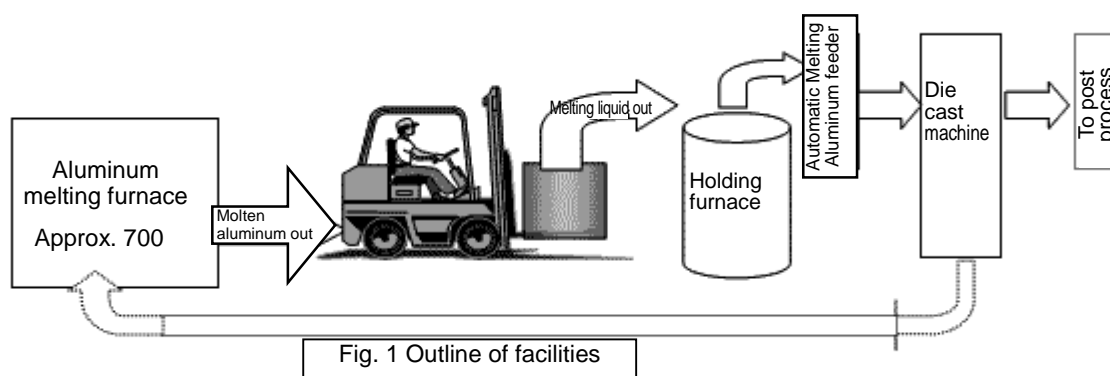 Aluminum
melting furnace
Approx. 700
Molten
aluminum out
Melting liquid out
Holding
furnace
Automatic Melting
Aluminum feeder
Die
cast
machine
To post
process
Fig. 1 Outline of facilities